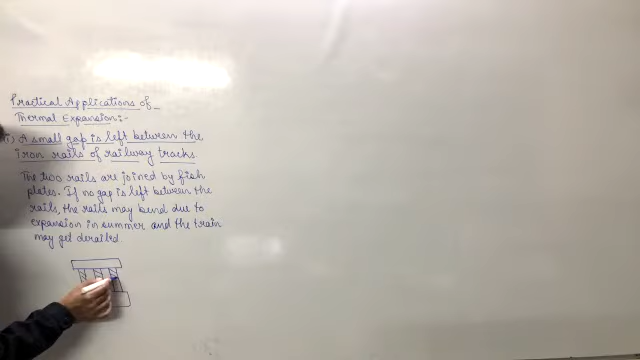 Practical Applications of
Thermal Expansion:-
i) A small gap is left between the
iron rails of railway tracks.
The two rails are joined by fish
plates. If no gap is left between the
rails, the rails may bend due to
expansion in summer and the train
may get derailed